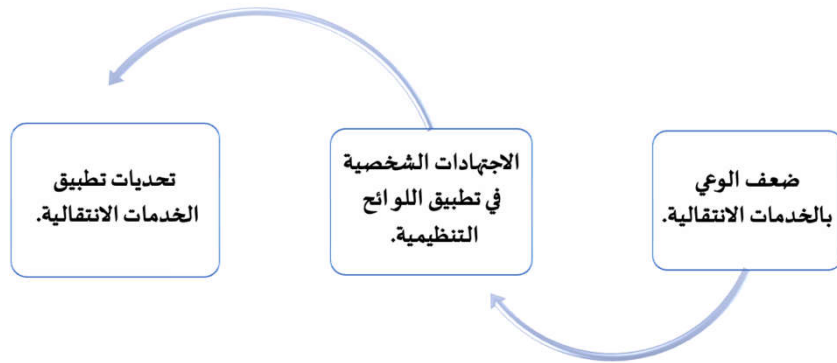 ضعف الوعي
بالخدمات الانتقالية.
الاجتهادات الشخصية
في تطبيق اللوائح
التنظيمية.
تحديات تطبيق
الخدمات الانتقالية.